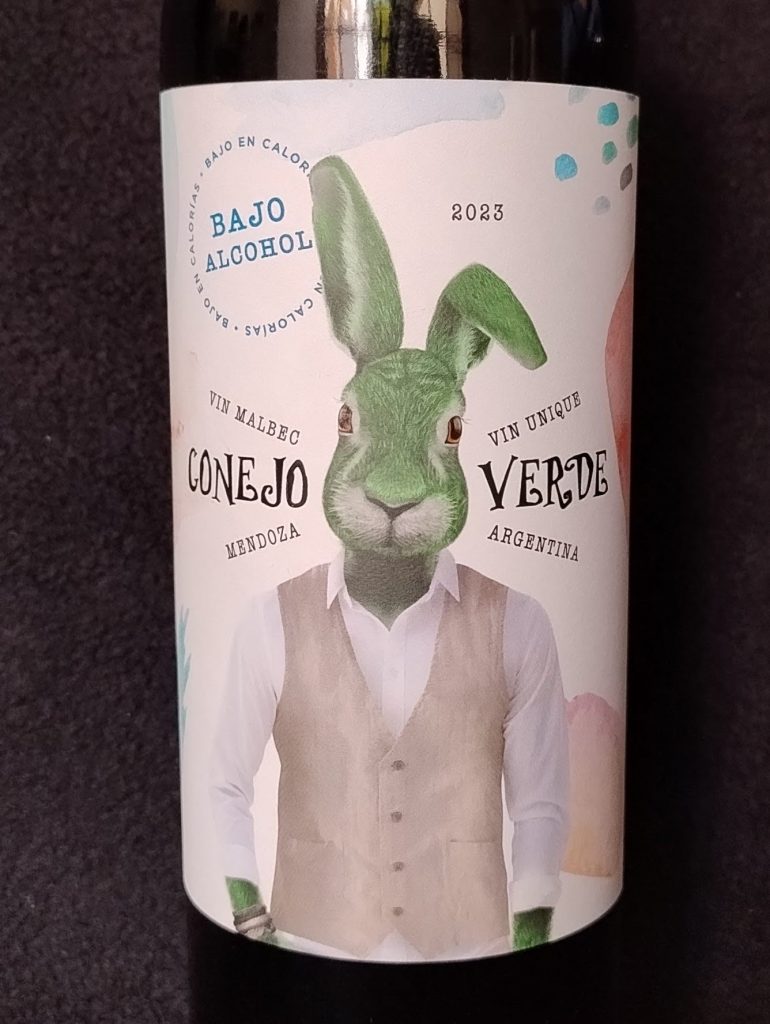 BAJO EN CALOR
BAJO EN CALORÍAS
BAJO EN CALORÍAS
N CALORÍAS
BAJO
ALCOHOL
2023
VIN MALBEC
VIN UNIQUE
CONEJO VERDE
MENDOZA
ARGENTINA